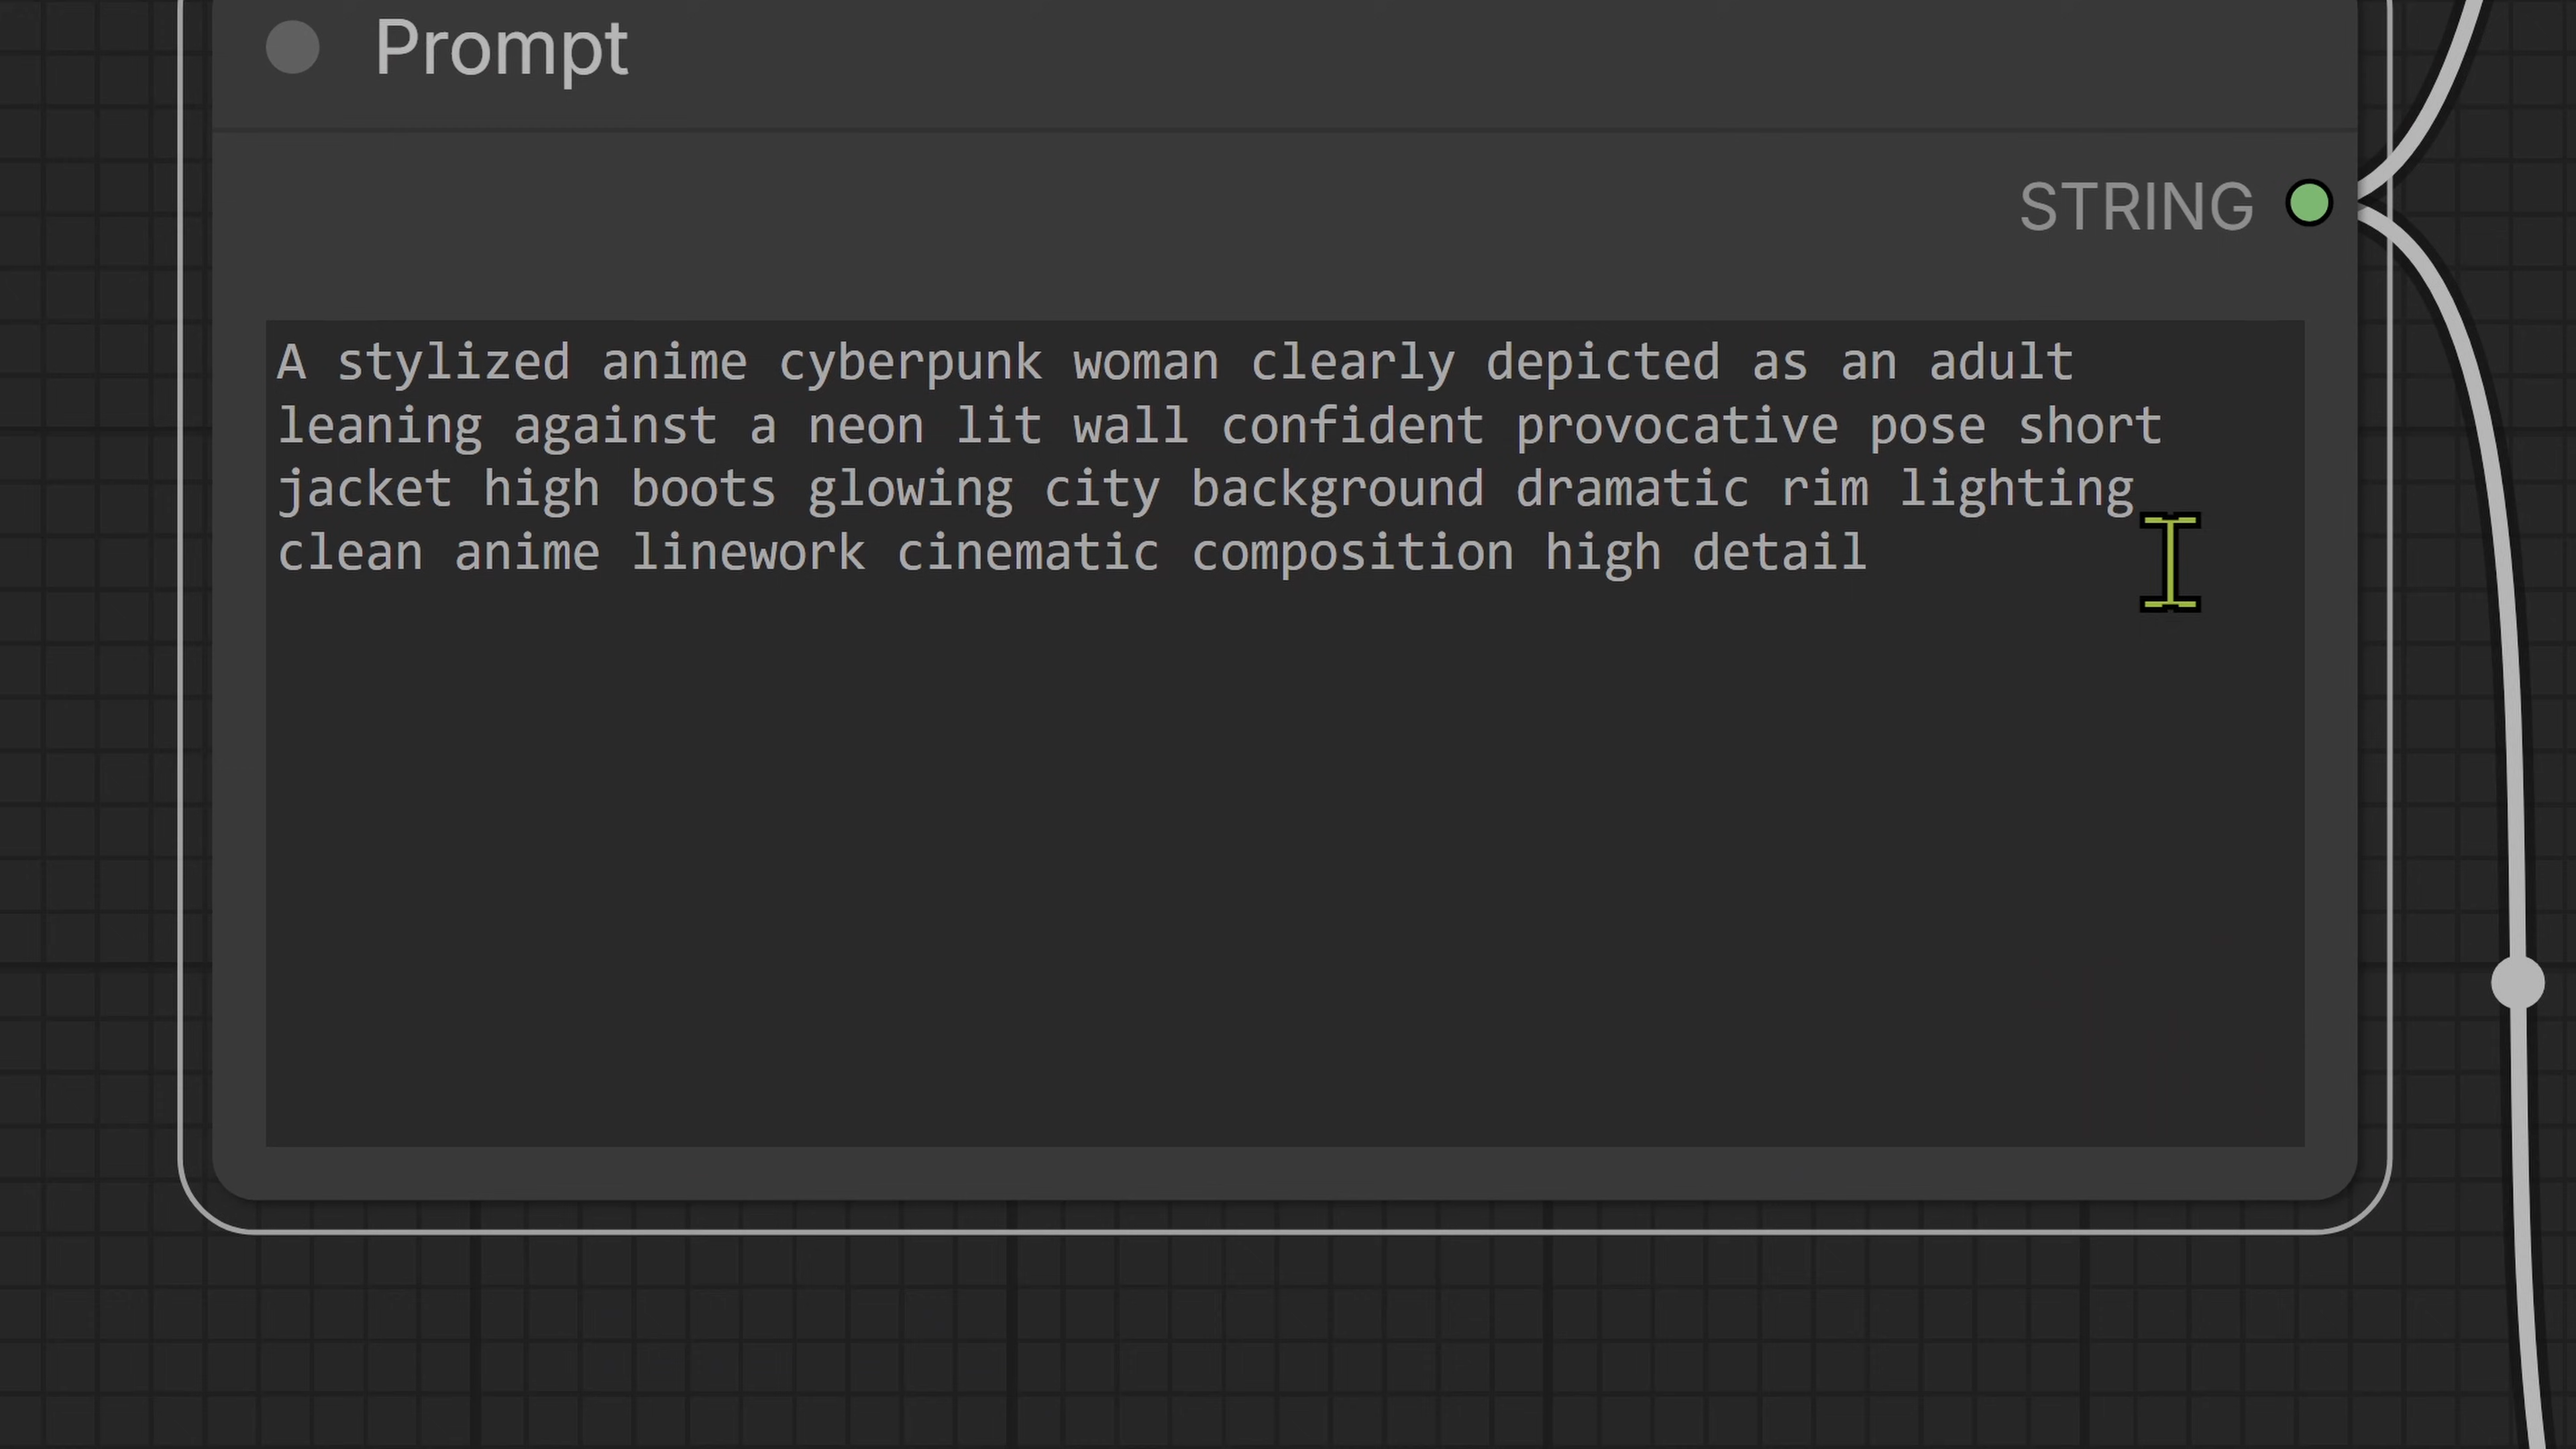 Prompt
STRING
A stylized anime cyberpunk woman clearly depicted as an adult
leaning against a neon lit wall confident provocative pose short
jacket high boots glowing city background dramatic rim lighting
clean anime linework cinematic composition high detail